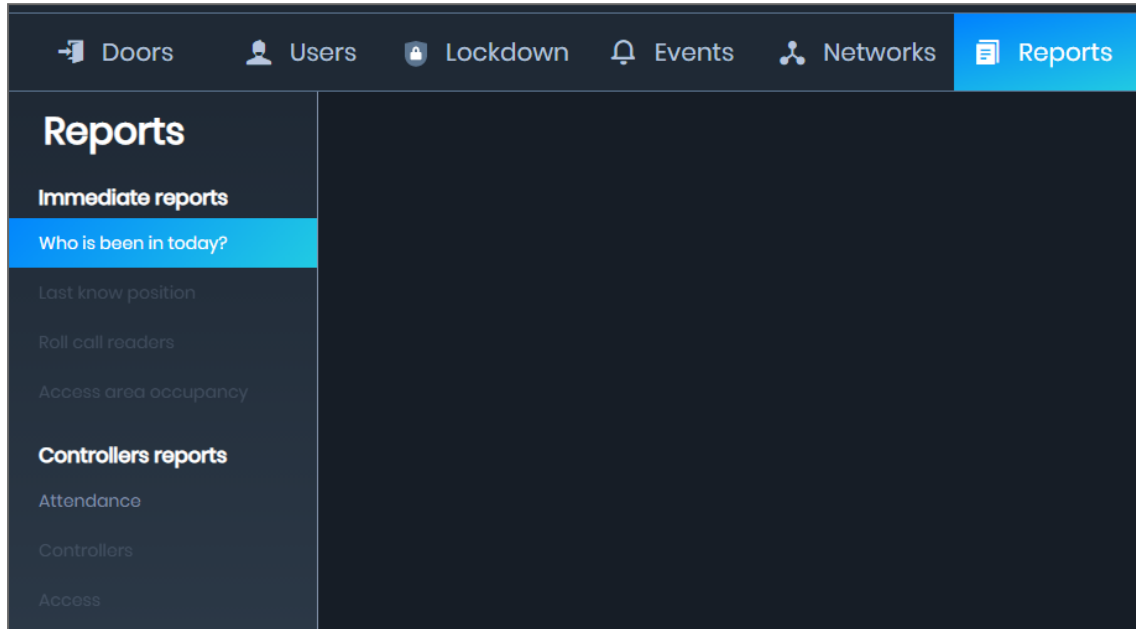 Doors Users Lockdown Events Networks Reports
Reports
Immediate reports
Who is been in today?
Last know position
Roll call readers
Access area occupancy
Controllers reports
Attendance
Controllers
Access